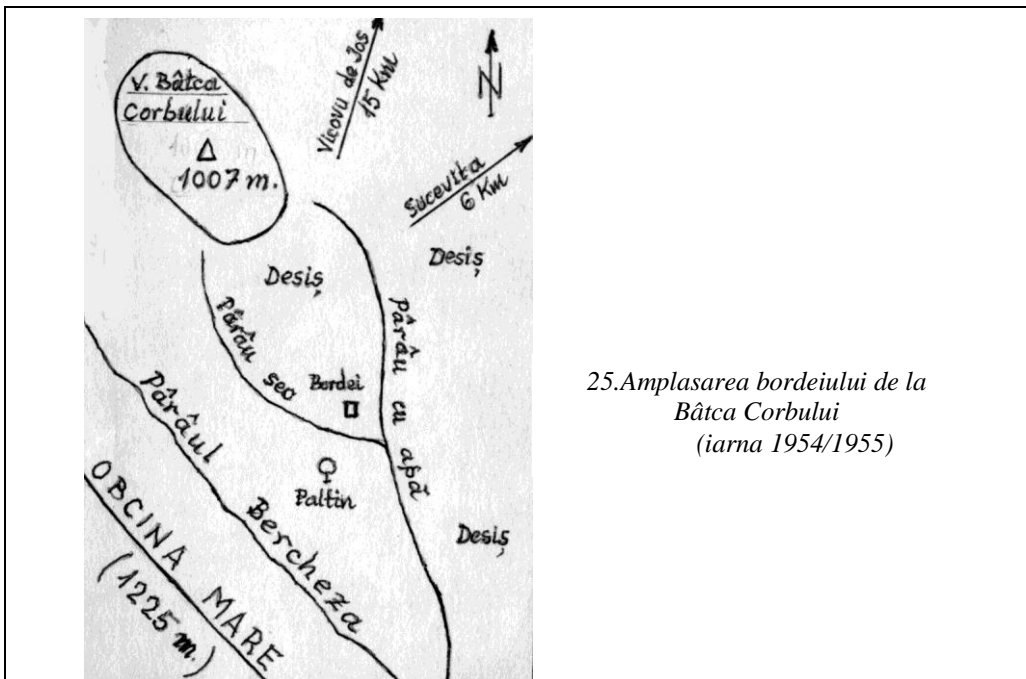 V. Bâtca
Corbului
1007 m.
Vicovu de Jos
15 Km
N
Sucevita
6 Km
Desiș
Desiș
Pârâu sec
Pârâu cu apă
Bordei
Paltin
Pârâul Bercheza
Desiș
OBCINA MARE
(1225 m.)
25.Amplasarea bordeiului de la
Bâtca Corbului
(iarna 1954/1955)